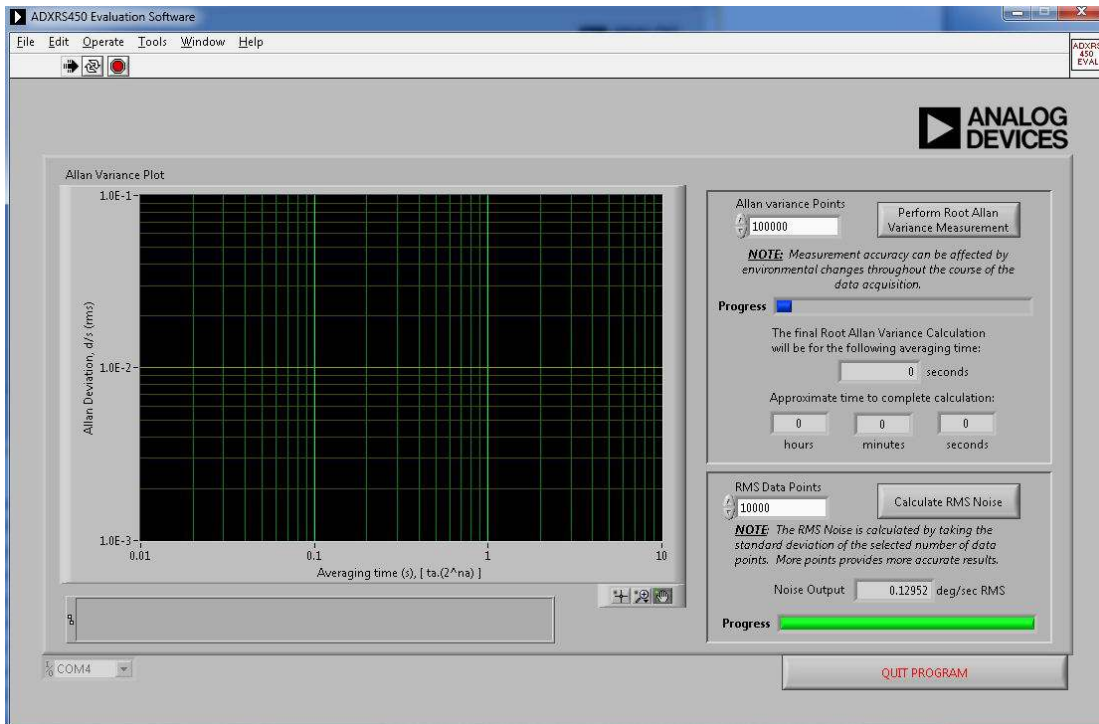 ADXRS450 Evaluation Software
File Edit Operate Tools Window Help
ADXRS
450
EVAL
ANALOG
DEVICES
Allan Variance Plot
1.0E-1
1.0E-2
1.0E-3
Allan Deviation, d/s (rms)
0.01 0.1 1 10
Averaging time (s), [ ta.(2^na) ]
COM4
Allan variance Points
100000
Perform Root Allan
Variance Measurement
NOTE: Measurement accuracy can be affected by
environmental changes throughout the course of the
data acquisition.
Progress
The final Root Allan Variance Calculation
will be for the following averaging time:
0 seconds
Approximate time to complete calculation:
0 0 0
hours minutes seconds
RMS Data Points
10000
Calculate RMS Noise
NOTE: The RMS Noise is calculated by taking the
standard deviation of the selected number of data
points. More points provides more accurate results.
Noise Output 0.12952 deg/sec RMS
Progress
QUIT PROGRAM